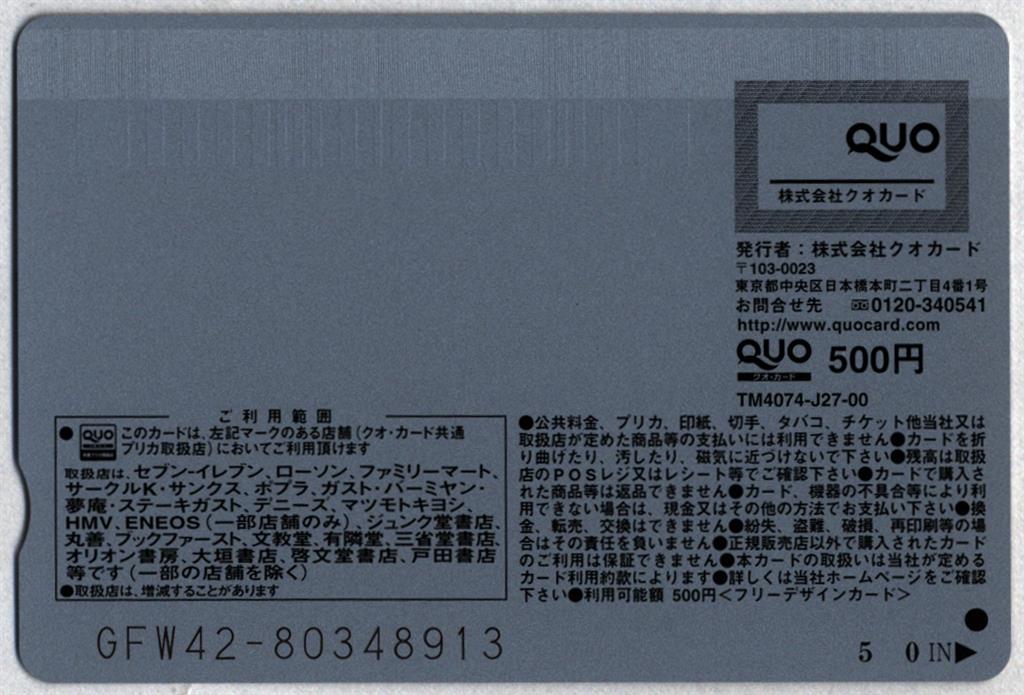 QUO
株式会社クオカード
発行者：株式会社クオカード
〒103-0023
東京都中央区日本橋本町二丁目4番1号
お問合せ先 0120-340541
http://www.quocard.com
QUO 500円
クオ・カード
TM4074-J27-00
ご利用範囲
●QUO このカードは、左記マークのある店舗（クオ・カード共通
プリカ取扱店）においてご利用頂けます
取扱店は、セブン-イレブン、ローソン、ファミリーマート、
サークルK・サンクス、ポプラ、ガスト・バーミヤン・
夢庵・ステーキガスト、デニーズ、マツモトキヨシ、
HMV、ENEOS（一部店舗のみ）、ジュンク堂書店、
丸善、ブックファースト、文教堂、有隣堂、三省堂書店、
オリオン書房、大垣書店、啓文堂書店、戸田書店
等です（一部の店舗を除く）
●取扱店は、増減することがあります
●公共料金、プリカ、印紙、切手、タバコ、チケット他当社又は
取扱店が定めた商品等の支払いには利用できません●カードを折
り曲げたり、汚したり、磁気に近づけないで下さい●残高は取扱
店のPOSレジ又はレシート等でご確認下さい●カードで購入さ
れた商品等は返品できません●カード、機器の不具合等により利
用できない場合は、現金又はその他の方法でお支払い下さい●換
金、転売、交換はできません●紛失、盗難、破損、再印刷等の場
合はその責任を負いません●正規販売店以外で購入されたカード
のご利用は保証できません●本カードの取扱いは当社が定める
カード利用約款によります●詳しくは当社ホームページをご確認
下さい●利用可能額 500円＜フリーデザインカード＞
GFW42-80348913
5 0 IN▶